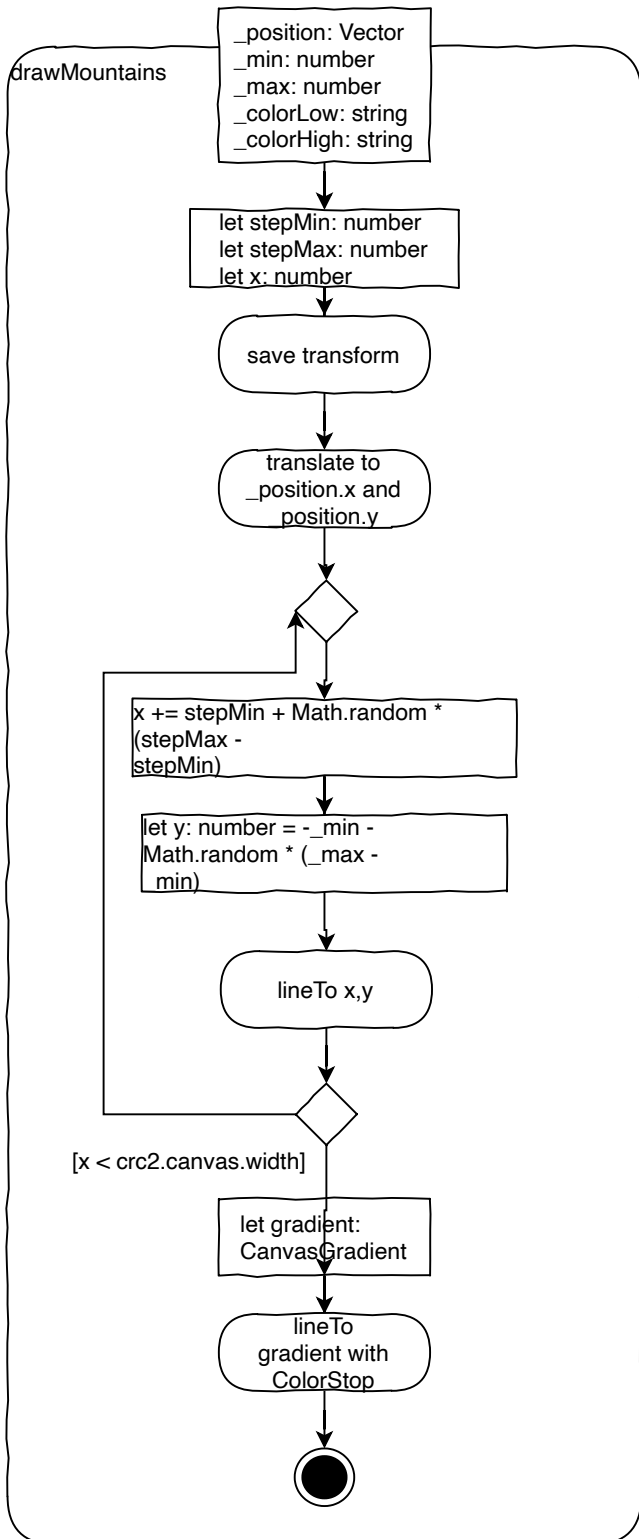 drawMountains
_position: Vector
_min: number
_max: number
_colorLow: string
_colorHigh: string
let stepMin: number
let stepMax: number
let x: number
save transform
translate to
_position.x and
_position.y
x += stepMin + Math.random *
(stepMax -
stepMin)
let y: number = -_min -
Math.random * (_max -
_min)
lineTo x,y
[x < crc2.canvas.width]
let gradient:
CanvasGradient
lineTo
gradient with
ColorStop